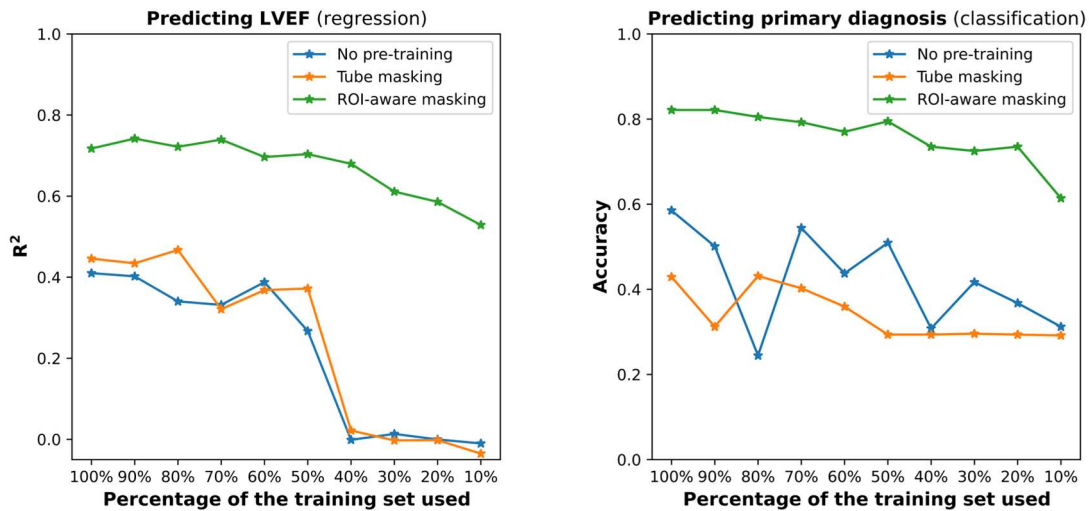 Predicting LVEF (regression)
1.0
0.8
0.6
0.4
0.2
0.0
R²
No pre-training
Tube masking
ROI-aware masking
100% 90% 80% 70% 60% 50% 40% 30% 20% 10%
Percentage of the training set used
Predicting primary diagnosis (classification)
1.0
0.8
0.6
0.4
0.2
0.0
Accuracy
No pre-training
Tube masking
ROI-aware masking
100% 90% 80% 70% 60% 50% 40% 30% 20% 10%
Percentage of the training set used